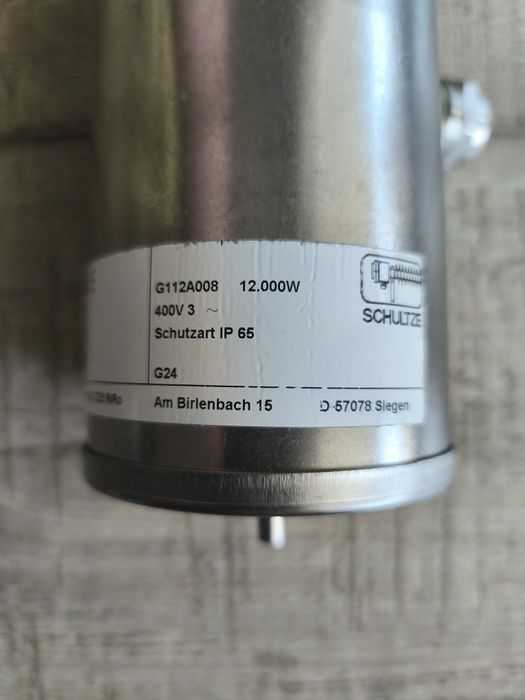 G112A008 12.000W
400V 3 ~
Schutzart IP 65
SCHULTZE
G24
Am Birlenbach 15 D-57078 Siegen